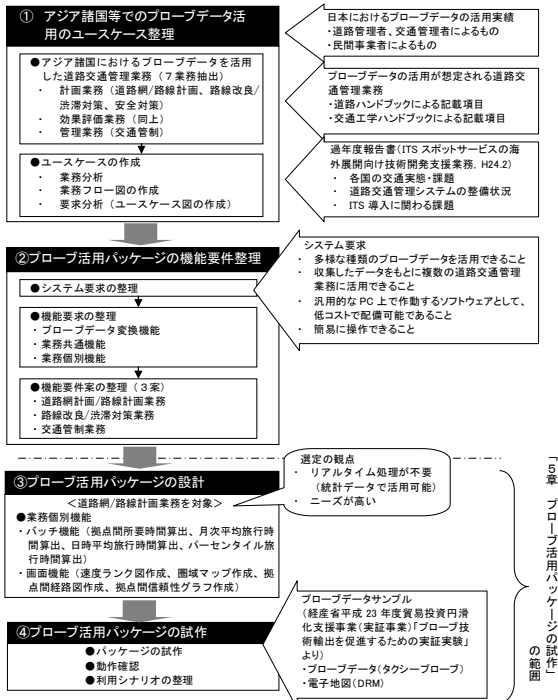 ① アジア諸国等でのプローブデータ活
用のユースケース整理
●アジア諸国におけるプローブデータを活用
した道路交通管理業務（７業務抽出）
・ 計画業務（道路網/路線計画、路線改良/
渋滞対策、安全対策）
・ 効果評価業務（同上）
・ 管理業務（交通管制）
●ユースケースの作成
・ 業務分析
・ 業務フロー図の作成
・ 要求分析（ユースケース図の作成）
日本におけるプローブデータの活用実績
・道路管理者、交通管理者によるもの
・民間事業者によるもの
プローブデータの活用が想定される道路交
通管理業務
・道路ハンドブックによる記載項目
・交通工学ハンドブックによる記載項目
過年度報告書（ITS スポットサービスの海
外展開向け技術開発支援業務, H24.2）
・ 各国の交通実態・課題
・ 道路交通管理システムの整備状況
・ ITS 導入に関わる課題
②プローブ活用パッケージの機能要件整理
●システム要求の整理
●機能要求の整理
・プローブデータ変換機能
・業務共通機能
・業務個別機能
●機能要件案の整理（３案）
・道路網計画/路線計画業務
・路線改良/渋滞対策業務
・交通管制業務
システム要求
・ 多様な種類のプローブデータを活用できること
・ 収集したデータをもとに複数の道路交通管理
業務に活用できること
・ 汎用的な PC 上で作動するソフトウェアとして、
低コストで配備可能であること
・ 簡易に操作できること
③プローブ活用パッケージの設計
＜道路網/路線計画業務を対象＞
●業務個別機能
・バッチ機能（拠点間所要時間算出、月次平均旅行時
間算出、日時平均旅行時間算出、パーセンタイル旅
行時間算出）
・画面機能（速度ランク図作成、圏域マップ作成、拠
点間経路図作成、拠点間信頼性グラフ作成）
選定の観点
・ リアルタイム処理が不要
（統計データで活用可能）
・ ニーズが高い
④プローブ活用パッケージの試作
●パッケージの試作
●動作確認
●利用シナリオの整理
プローブデータサンプル
（経産省平成 23 年度貿易投資円滑
化支援事業（実証事業）「プローブ技
術輸出を促進するための実証実験」
より）
・プローブデータ（タクシープローブ）
・電子地図（DRM）
「５章 プローブ活用パッケージの試作」
の範囲